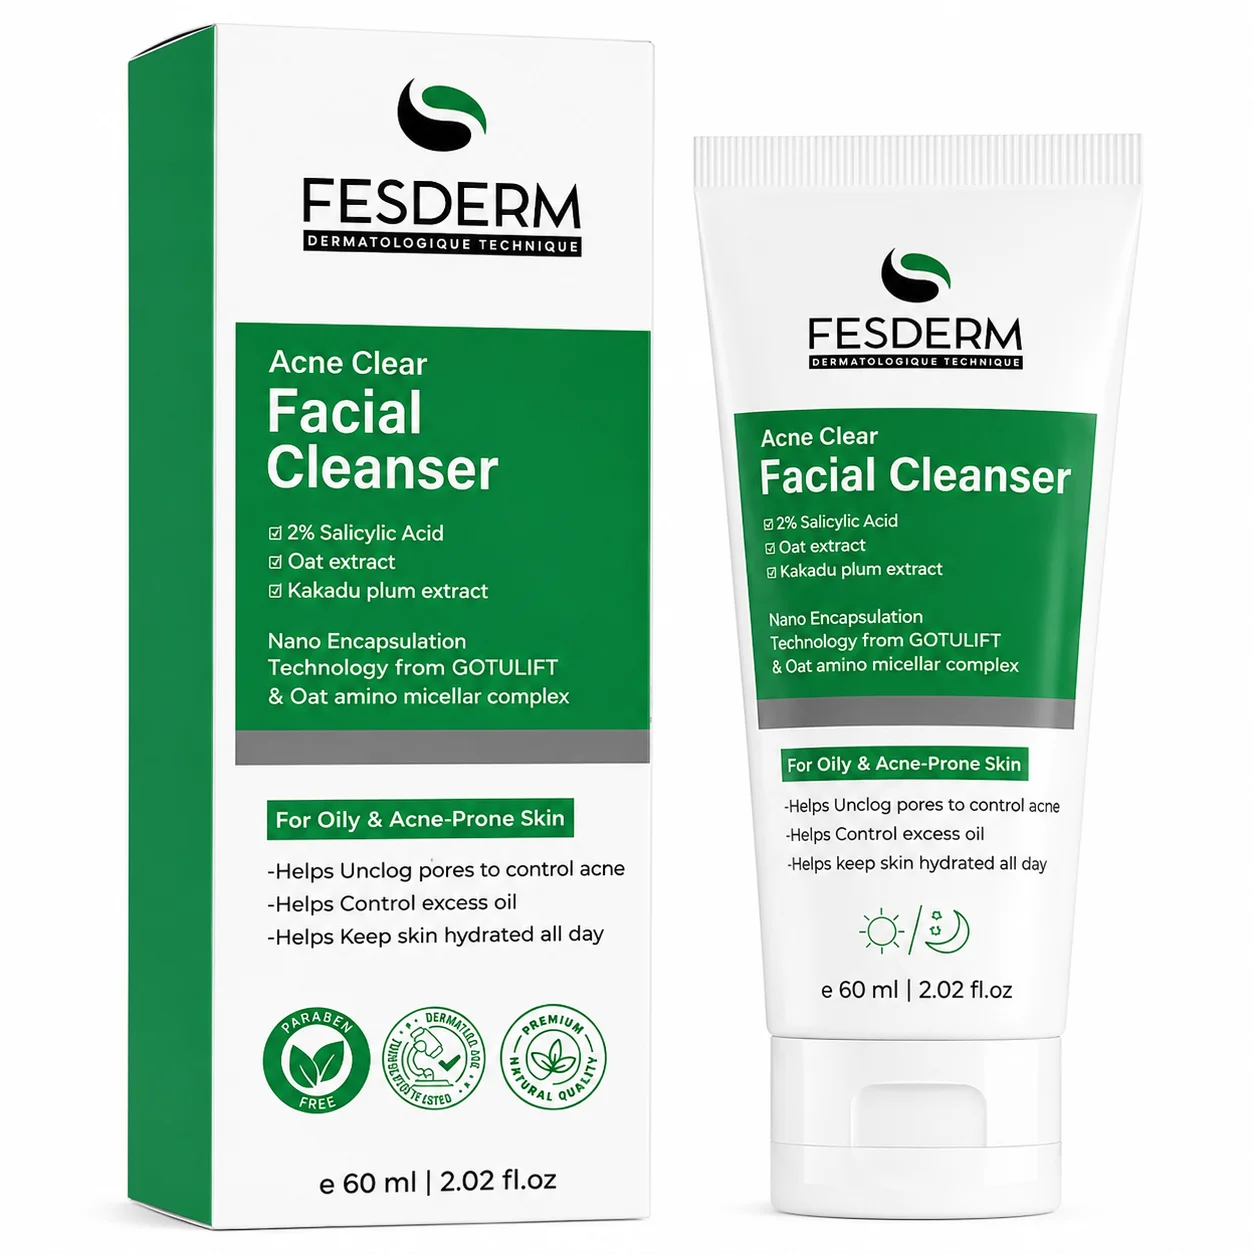 FESDERM
DERMATOLOGIQUE TECHNIQUE
Acne Clear
Facial
Cleanser
2% Salicylic Acid
Oat extract
Kakadu plum extract
Nano Encapsulation
Technology from GOTULIFT
& Oat amino micellar complex
For Oily & Acne-Prone Skin
-Helps Unclog pores to control acne
-Helps Control excess oil
-Helps Keep skin hydrated all day
PARABEN
FREE
PREMIUM
NATURAL QUALITY
e 60 ml | 2.02 fl.oz
FESDERM
DERMATOLOGIQUE TECHNIQUE
Acne Clear
Facial Cleanser
2% Salicylic Acid
Oat extract
Kakadu plum extract
Nano Encapsulation
Technology from GOTULIFT
& Oat amino micellar complex
For Oily & Acne-Prone Skin
-Helps Unclog pores to control acne
-Helps Control excess oil
-Helps keep skin hydrated all day
e 60 ml | 2.02 fl.oz